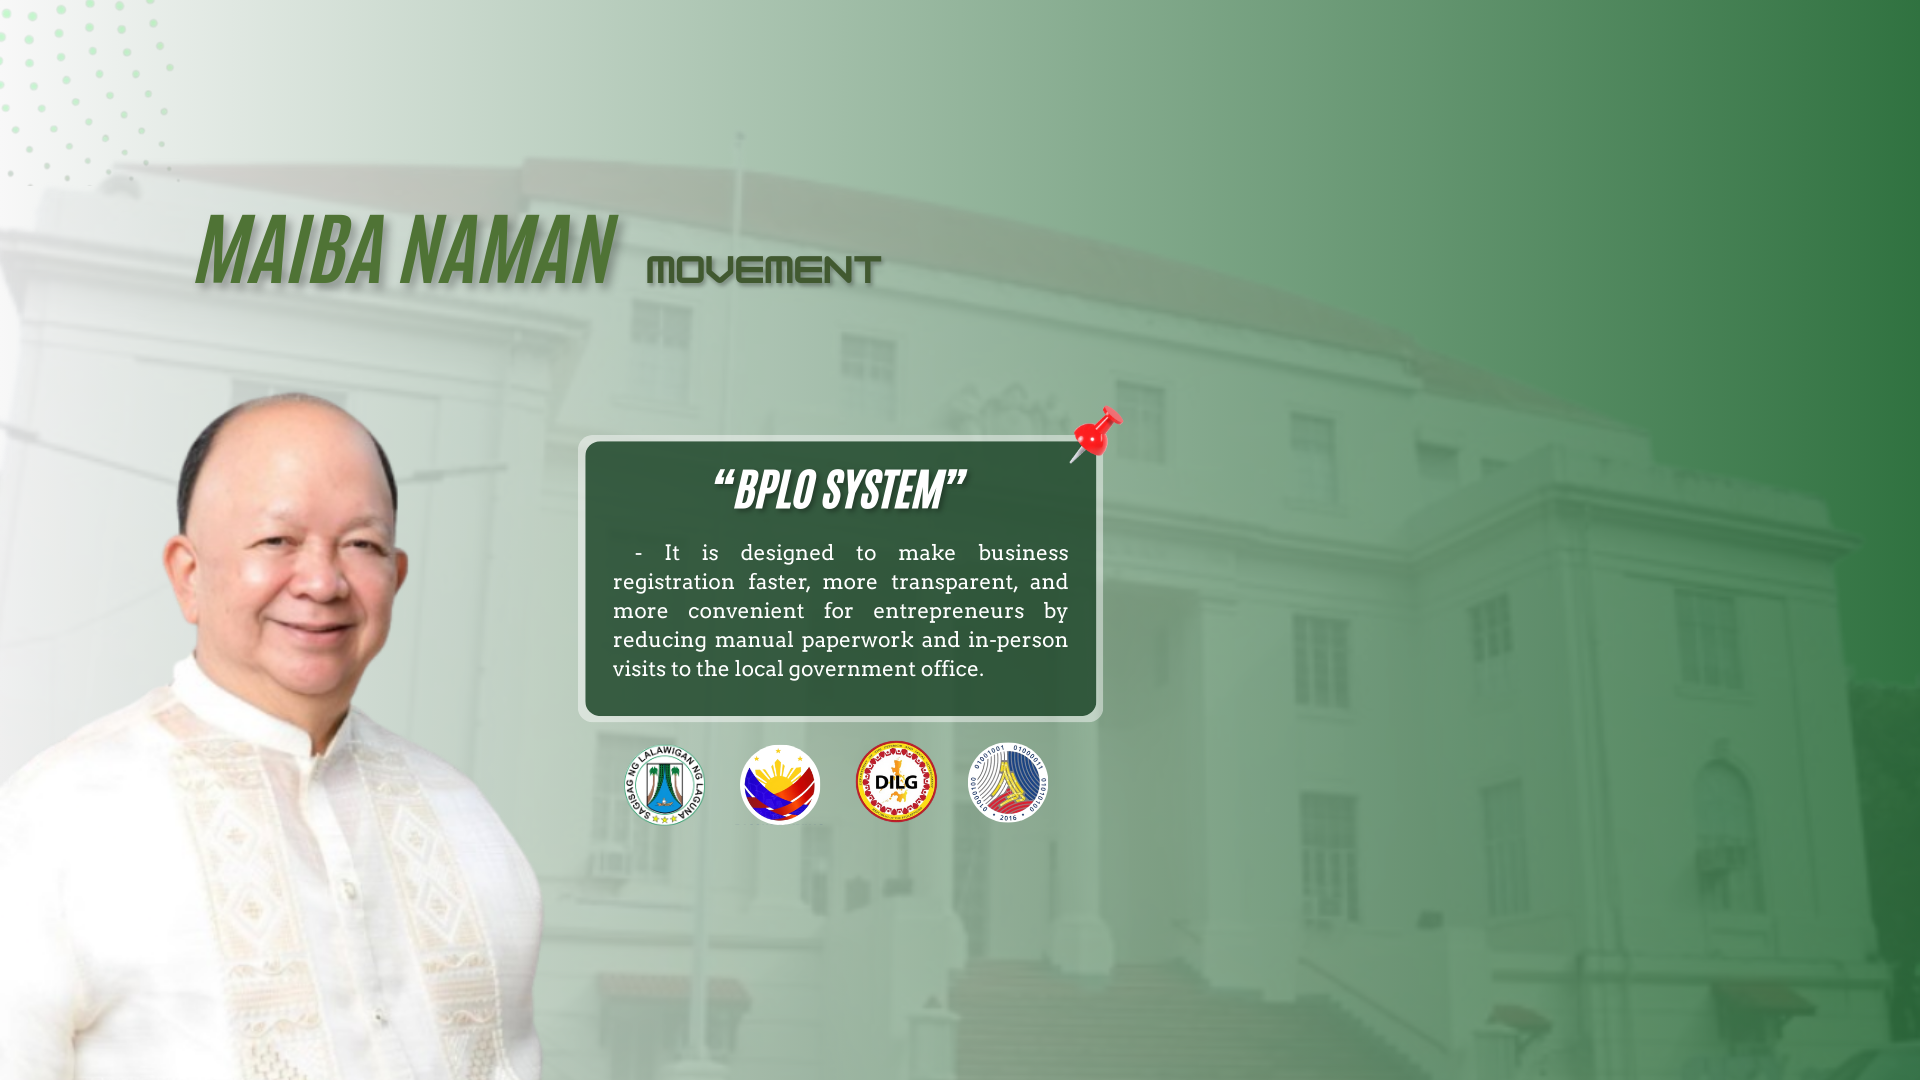 MAIBA NAMAN MOVEMENT
“BPLO SYSTEM”
- It is designed to make business
registration faster, more transparent, and
more convenient for entrepreneurs by
reducing manual paperwork and in-person
visits to the local government office.
SAGISAG NG LALAWIGAN NG LAGUNA
DILG
01001001 01000011 01010100
2016